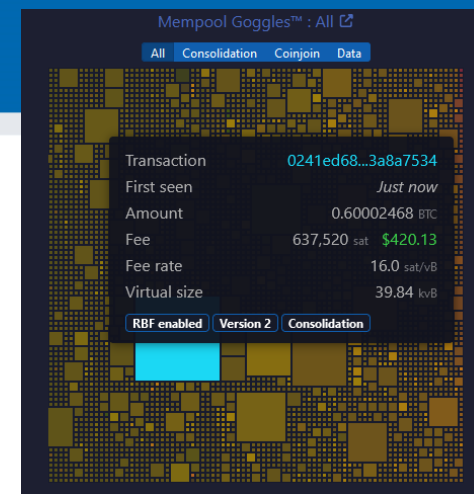 Mempool Goggles™ : All
All Consolidation Coinjoin Data
Transaction 0241ed68...3a8a7534
First seen Just now
Amount 0.60002468 BTC
Fee 637,520 sat $420.13
Fee rate 16.0 sat/vB
Virtual size 39.84 kvB
RBF enabled Version 2 Consolidation